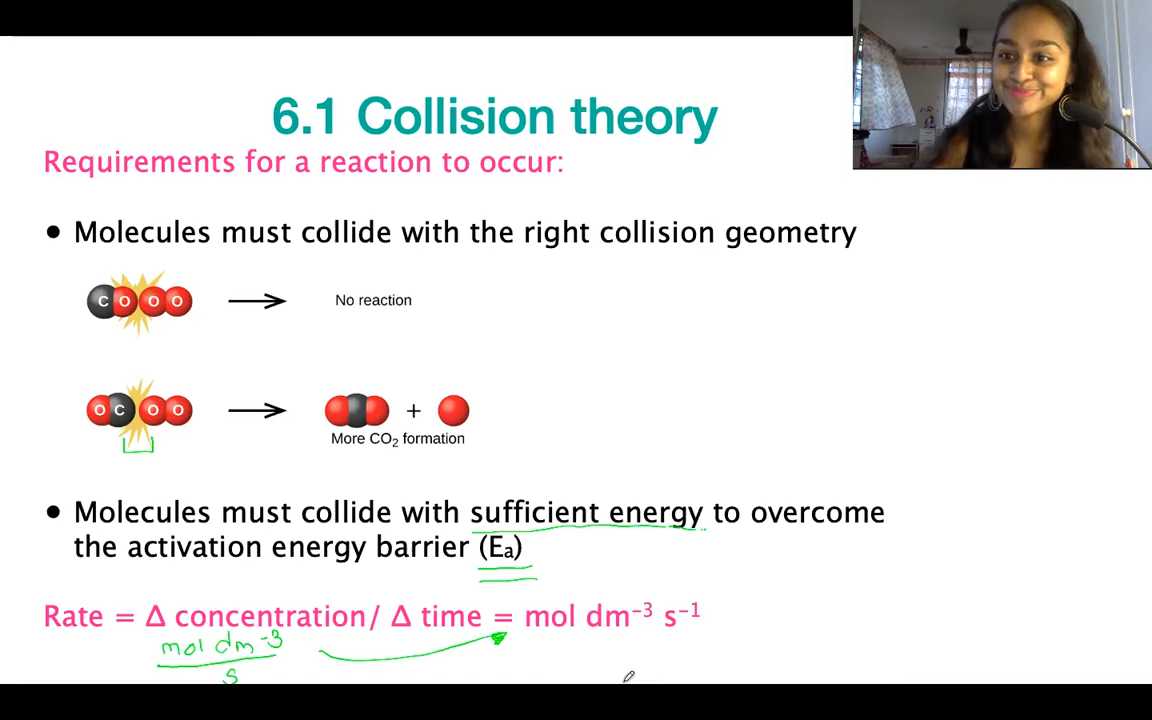 6.1 Collision theory
Requirements for a reaction to occur:
• Molecules must collide with the right collision geometry
C O O O
No reaction
O C O O
+
More CO₂ formation
• Molecules must collide with sufficient energy to overcome
the activation energy barrier (Eₐ)
Rate = Δ concentration/ Δ time = mol dm⁻³ s⁻¹
mol dm⁻³
s